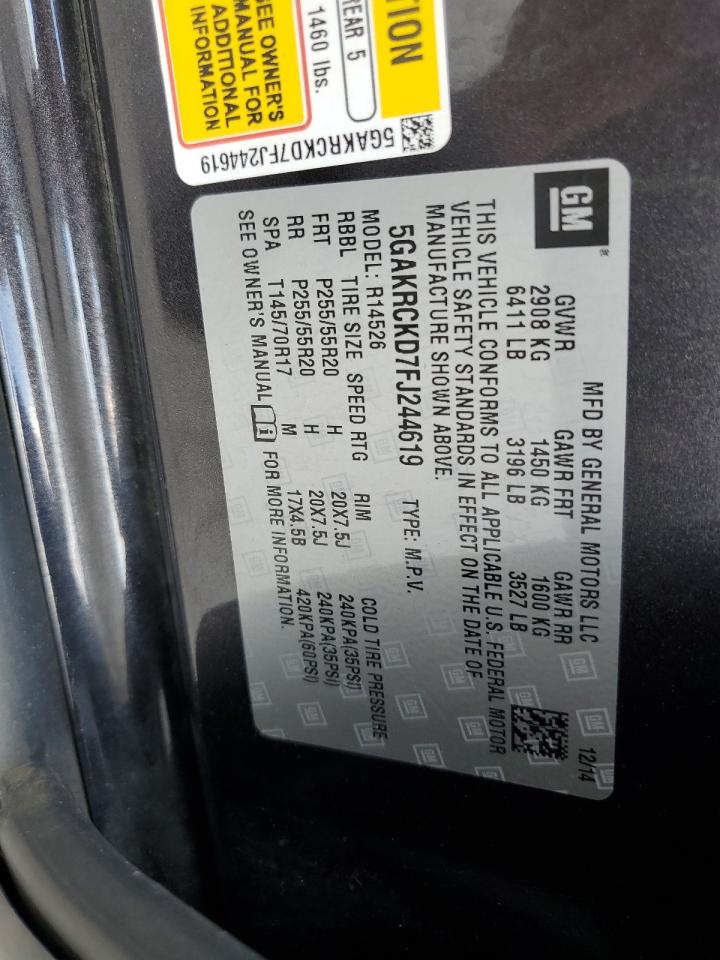 TION
REAR 5
1460 lbs.
SEE OWNER'S
MANUAL FOR
ADDITIONAL
INFORMATION
5GAKRCKD7FJ244619
GM
®
MFD BY GENERAL MOTORS LLC 12/14
GVWR GAWR FRT GAWR RR
2908 KG 1450 KG 1600 KG
6411 LB 3196 LB 3527 LB
THIS VEHICLE CONFORMS TO ALL APPLICABLE U.S. FEDERAL MOTOR
VEHICLE SAFETY STANDARDS IN EFFECT ON THE DATE OF
MANUFACTURE SHOWN ABOVE.
5GAKRCKD7FJ244619 TYPE: M.P.V.
MODEL: R14526
RBBL TIRE SIZE SPEED RTG RIM COLD TIRE PRESSURE
FRT P255/55R20 H 20X7.5J 240KPA(35PSI)
RR P255/55R20 H 20X7.5J 240KPA(35PSI)
SPA T145/70R17 M 17X4.5B 420KPA(60PSI)
SEE OWNER'S MANUAL i FOR MORE INFORMATION.